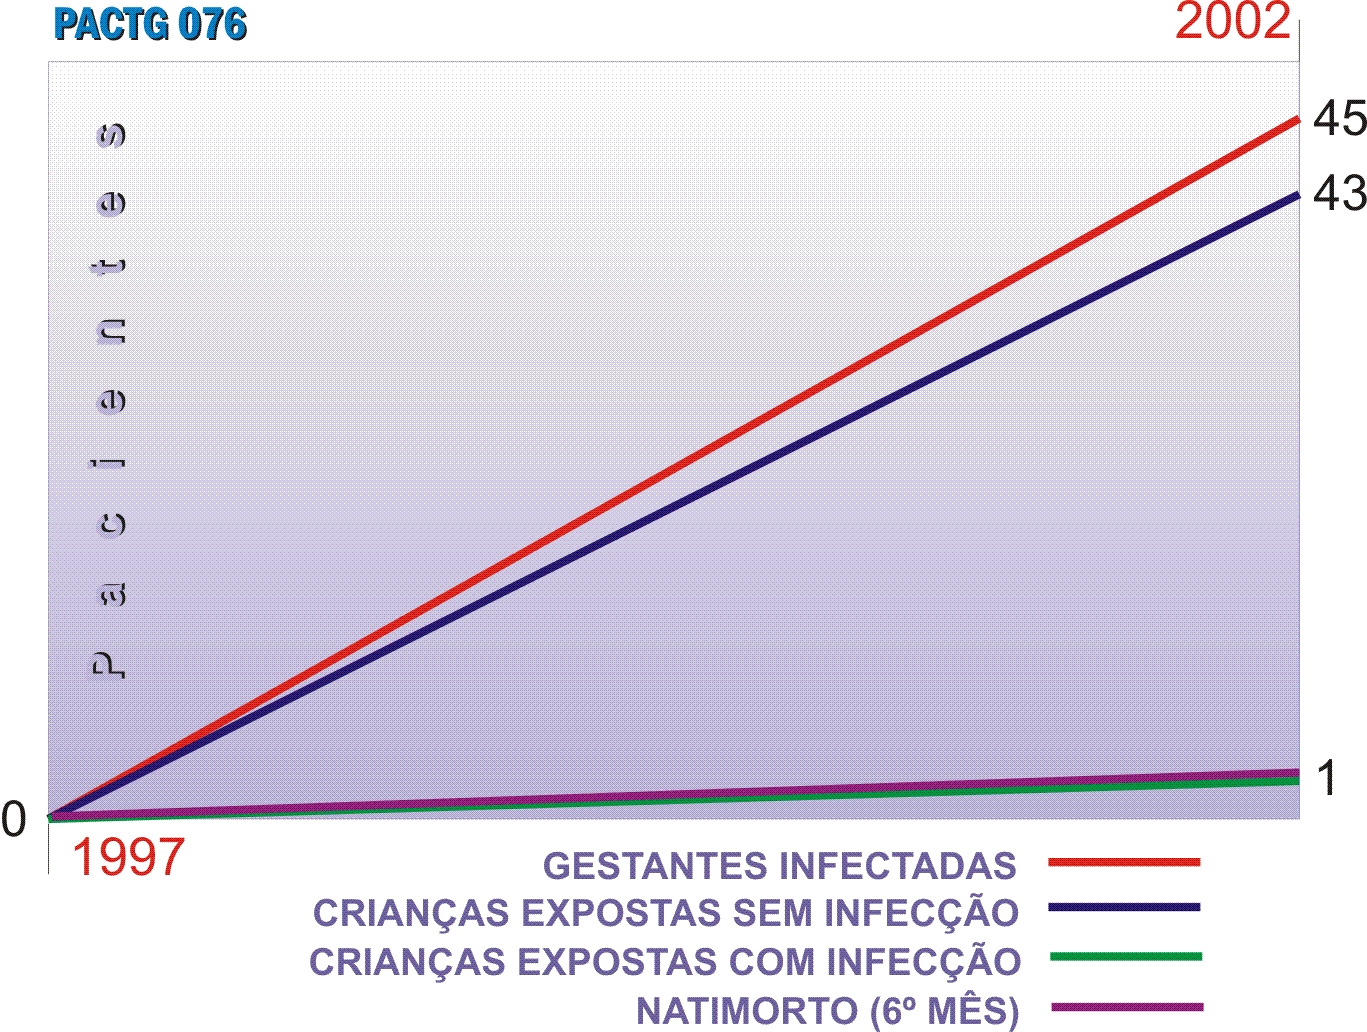 PACTG 076
2002
Pacientes
45
43
1
0
1997
GESTANTES INFECTADAS
CRIANÇAS EXPOSTAS SEM INFECÇÃO
CRIANÇAS EXPOSTAS COM INFECÇÃO
NATIMORTO (6º MÊS)